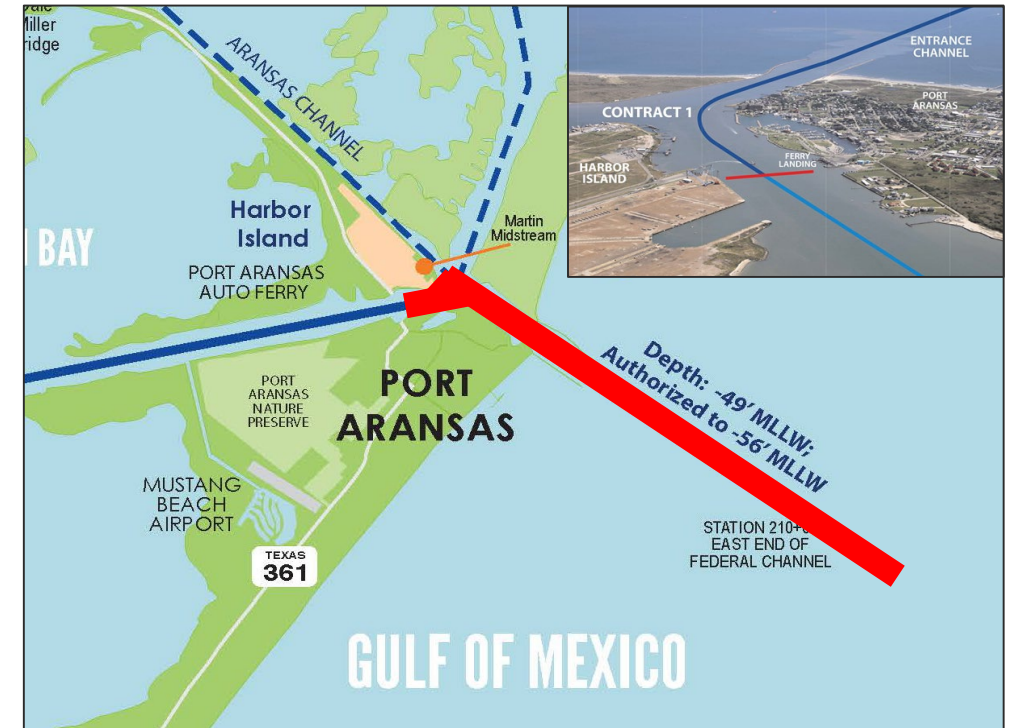 Miller
ridge
ARANSAS CHANNEL
Harbor
Island
BAY
PORT ARANSAS
AUTO FERRY
Martin
Midstream
ENTRANCE
CHANNEL
PORT
ARANSAS
CONTRACT 1
HARBOR
ISLAND
FERRY
LANDING
PORT
ARANSAS
NATURE
PRESERVE
PORT
ARANSAS
Depth: -49’ MLLW;
Authorized to -56’ MLLW
MUSTANG
BEACH
AIRPORT
TEXAS
361
STATION 210+
EAST END OF
FEDERAL CHANNEL
GULF OF MEXICO